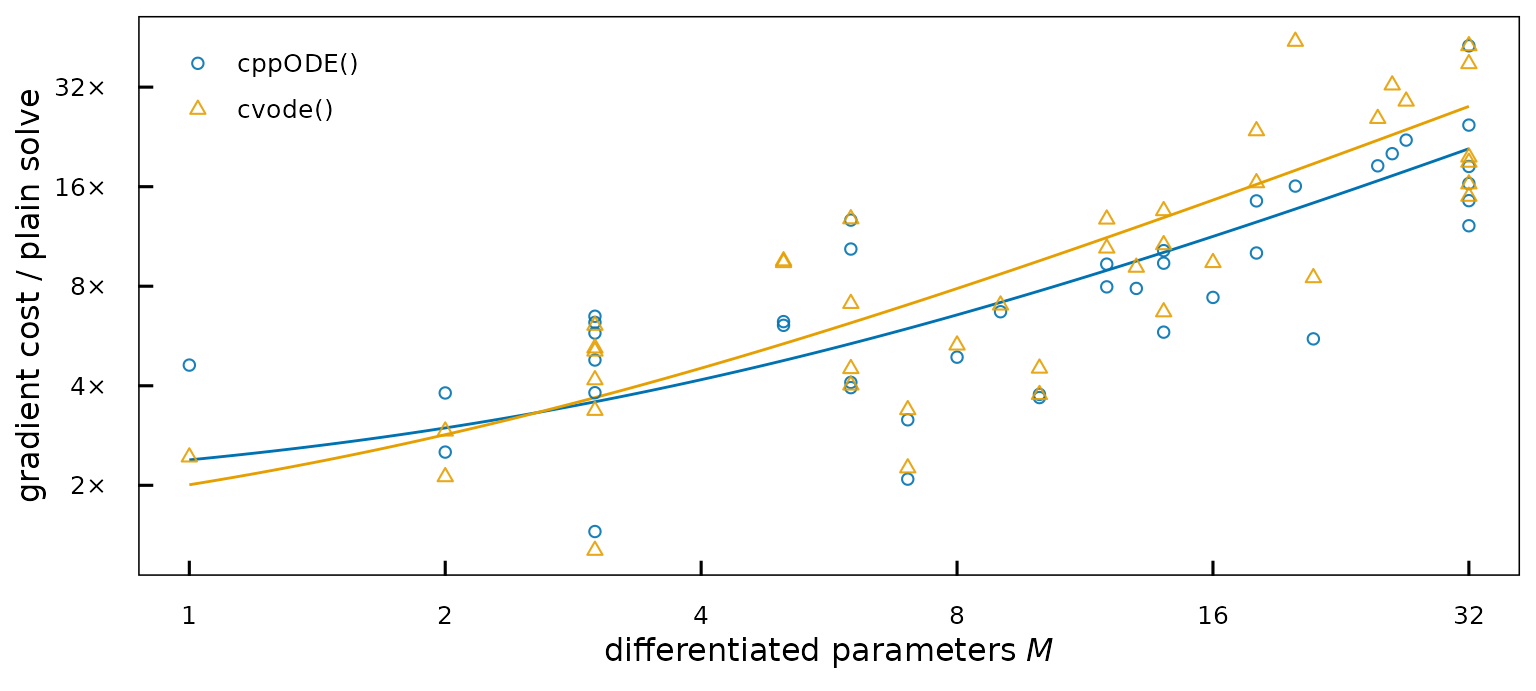 cppODE()
cvode()
gradient cost / plain solve
32×
16×
8×
4×
2×
1
2
4
8
16
32
differentiated parameters M